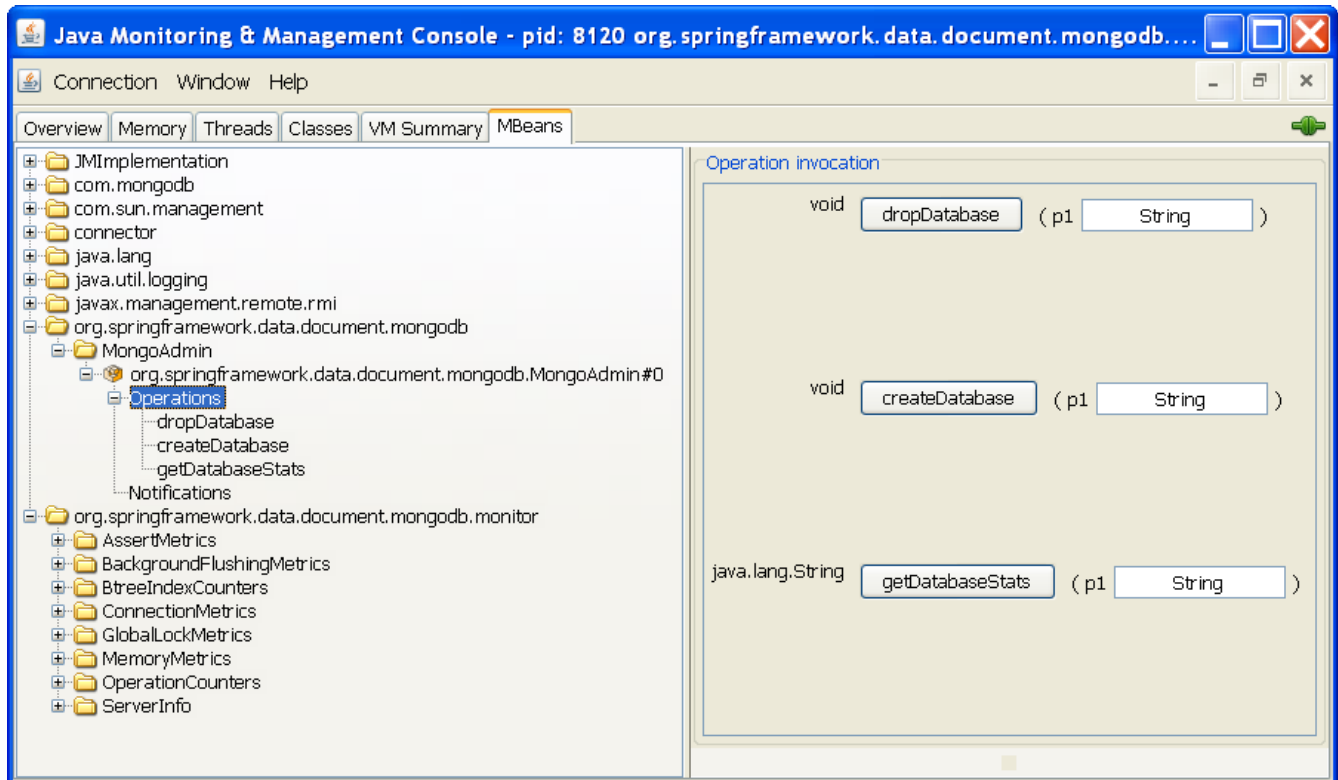 Java Monitoring & Management Console - pid: 8120 org.springframework.data.document.mongodb....
Connection Window Help
Overview Memory Threads Classes VM Summary MBeans
JMImplementation
com.mongodb
com.sun.management
connector
java.lang
java.util.logging
javax.management.remote.rmi
org.springframework.data.document.mongodb
MongoAdmin
org.springframework.data.document.mongodb.MongoAdmin#0
Operations
dropDatabase
createDatabase
getDatabaseStats
Notifications
org.springframework.data.document.mongodb.monitor
AssertMetrics
BackgroundFlushingMetrics
BtreeIndexCounters
ConnectionMetrics
GlobalLockMetrics
MemoryMetrics
OperationCounters
ServerInfo
Operation invocation
void dropDatabase ( p1 String )
void createDatabase ( p1 String )
java.lang.String getDatabaseStats ( p1 String )